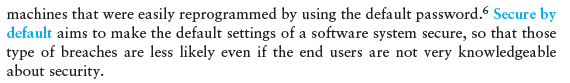 machines that were easily reprogrammed by using the default password.6 Secure by
default aims to make the default settings of a software system secure, so that those
type of breaches are less likely even if the end users are not very knowledgeable
about security.